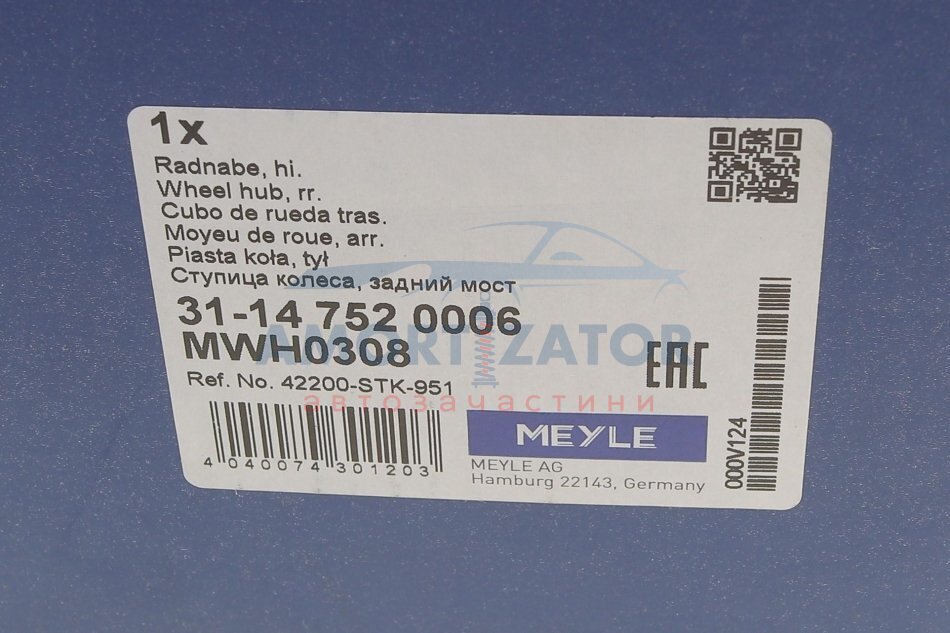 1x
Radnabe, hi.
Wheel hub, rr.
Cubo de rueda tras.
Moyeu de roue, arr.
Piasta koła, tył
Ступица колеса, задний мост
31-14 752 0006
MWH0308
Ref. No. 42200-STK-951
AMORTIZATOR
автозачастини
EAC
4 040074 301203
MEYLE
MEYLE AG
Hamburg 22143, Germany
000V124